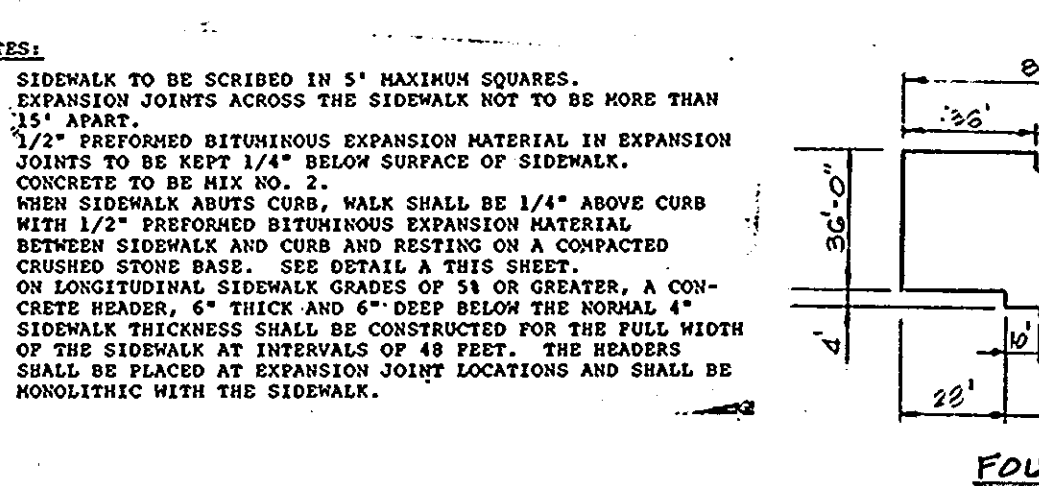 TES:
SIDEWALK TO BE SCRIBED IN 5' MAXIMUM SQUARES.
EXPANSION JOINTS ACROSS THE SIDEWALK NOT TO BE MORE THAN
15' APART.
1/2" PREFORMED BITUMINOUS EXPANSION MATERIAL IN EXPANSION
JOINTS TO BE KEPT 1/4" BELOW SURFACE OF SIDEWALK.
CONCRETE TO BE MIX NO. 2.
WHEN SIDEWALK ABUTS CURB, WALK SHALL BE 1/4" ABOVE CURB
WITH 1/2" PREFORMED BITUMINOUS EXPANSION MATERIAL
BETWEEN SIDEWALK AND CURB AND RESTING ON A COMPACTED
CRUSHED STONE BASE. SEE DETAIL A THIS SHEET.
ON LONGITUDINAL SIDEWALK GRADES OF 5% OR GREATER, A CON-
CRETE HEADER, 6" THICK AND 6" DEEP BELOW THE NORMAL 4"
SIDEWALK THICKNESS SHALL BE CONSTRUCTED FOR THE FULL WIDTH
OF THE SIDEWALK AT INTERVALS OF 48 FEET. THE HEADERS
SHALL BE PLACED AT EXPANSION JOINT LOCATIONS AND SHALL BE
MONOLITHIC WITH THE SIDEWALK.
8
36'
36'-0"
4'
28'
FOU